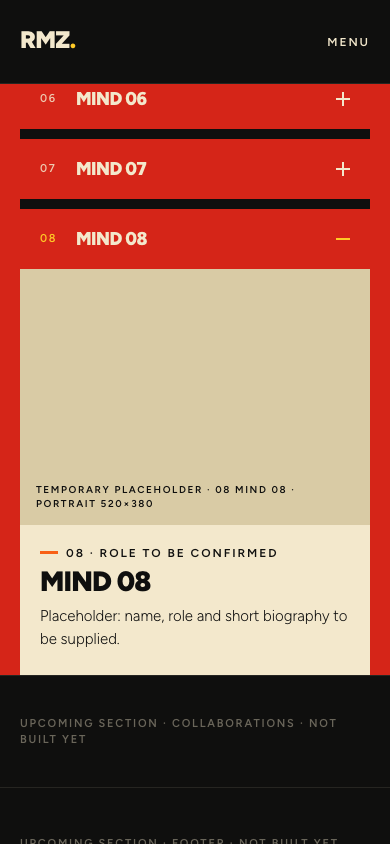 RMZ.
MENU
06 MIND 06
07 MIND 07
08 MIND 08
TEMPORARY PLACEHOLDER · 08 MIND 08 ·
PORTRAIT 520×380
08 · ROLE TO BE CONFIRMED
MIND 08
Placeholder: name, role and short biography to
be supplied.
UPCOMING SECTION · COLLABORATIONS · NOT
BUILT YET
UPCOMING SECTION · FOOTER · NOT BUILT YET